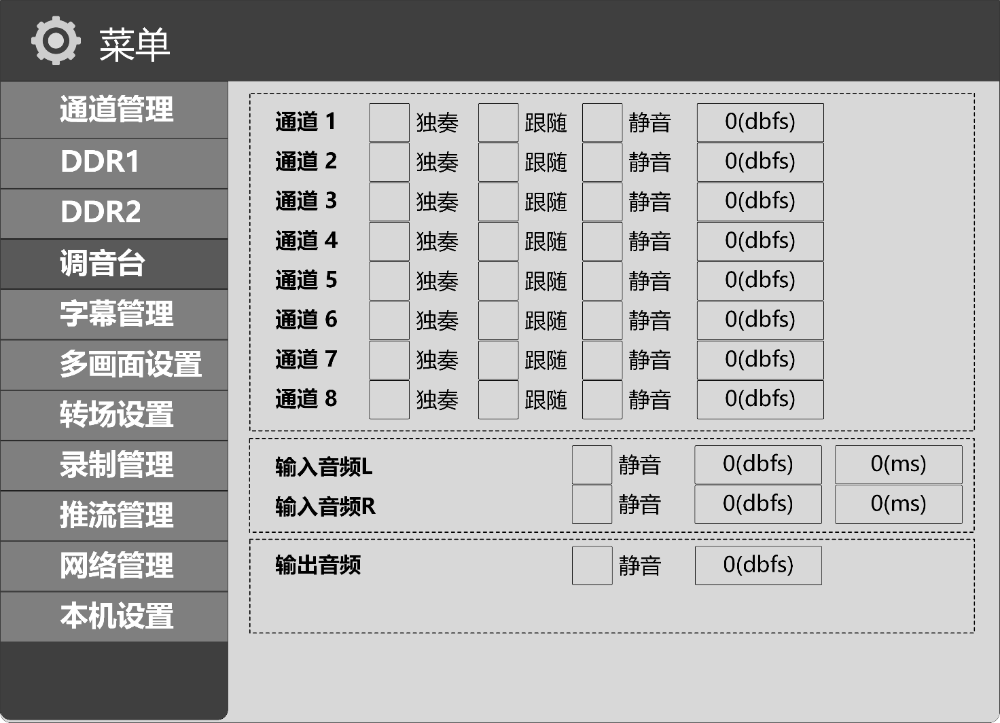 菜单
通道管理
DDR1
DDR2
调音台
字幕管理
多画面设置
转场设置
录制管理
推流管理
网络管理
本机设置
通道 1 独奏 跟随 静音 0(dbfs)
通道 2 独奏 跟随 静音 0(dbfs)
通道 3 独奏 跟随 静音 0(dbfs)
通道 4 独奏 跟随 静音 0(dbfs)
通道 5 独奏 跟随 静音 0(dbfs)
通道 6 独奏 跟随 静音 0(dbfs)
通道 7 独奏 跟随 静音 0(dbfs)
通道 8 独奏 跟随 静音 0(dbfs)
输入音频L 静音 0(dbfs) 0(ms)
输入音频R 静音 0(dbfs) 0(ms)
输出音频 静音 0(dbfs)